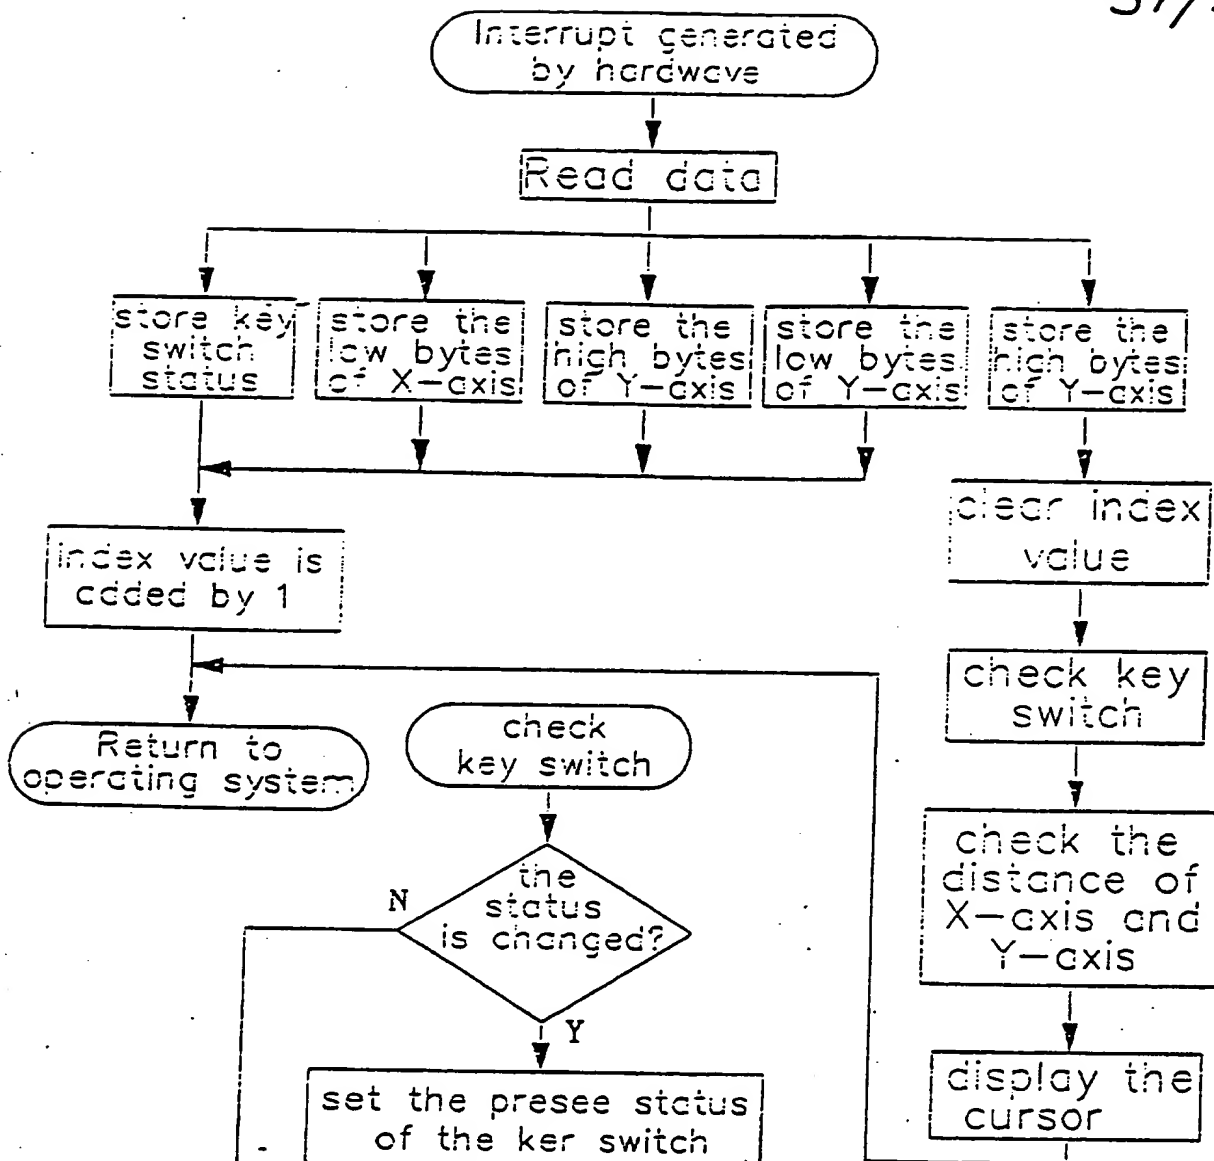 Interrupt generated
by hardwave
Read data
store key
switch
status
store the
low bytes
of X-axis
store the
high bytes
of Y-axis
store the
low bytes
of Y-axis
store the
high bytes
of Y-axis
index value is
added by 1
clear index
value
Return to
operating system
check key
switch
check
key switch
the
status
is changed?
N
Y
check the
distance of
X-axis and
Y-axis
set the presee status
of the ker switch
display the
cursor